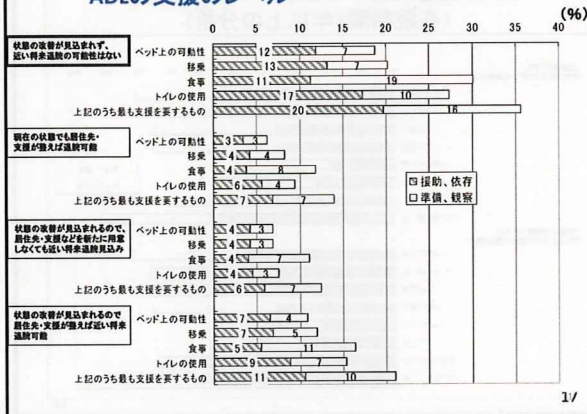 ADLの支援のレベル
(%)
0 5 10 15 20 25 30 35 40
状態の改善が見込まれず、
近い将来退院の可能性はない
ベッド上の可動性 12 7
移乗 13 7
食事 11 19
トイレの使用 17 10
上記のうち最も支援を要するもの 20 16
現在の状態でも居住先・
支援が整えば退院可能
ベッド上の可動性 3 3
移乗 4 4
食事 4 8
トイレの使用 6 4
上記のうち最も支援を要するもの 7 7
援助、依存
準備、観察
状態の改善が見込まれるので、
居住先・支援などを新たに用意
しなくても近い将来退院見込み
ベッド上の可動性 4 3
移乗 4 3
食事 4 7
トイレの使用 4 3
上記のうち最も支援を要するもの 6 7
状態の改善が見込まれるので
居住先・支援が整えば近い将来
退院可能
ベッド上の可動性 7 4
移乗 7 5
食事 5 11
トイレの使用 9 7
上記のうち最も支援を要するもの 11 10
17